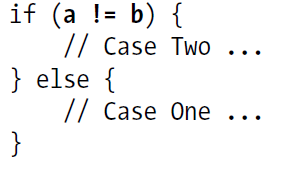 if (a != b) {
    // Case Two ...
} else {
    // Case One ...
}